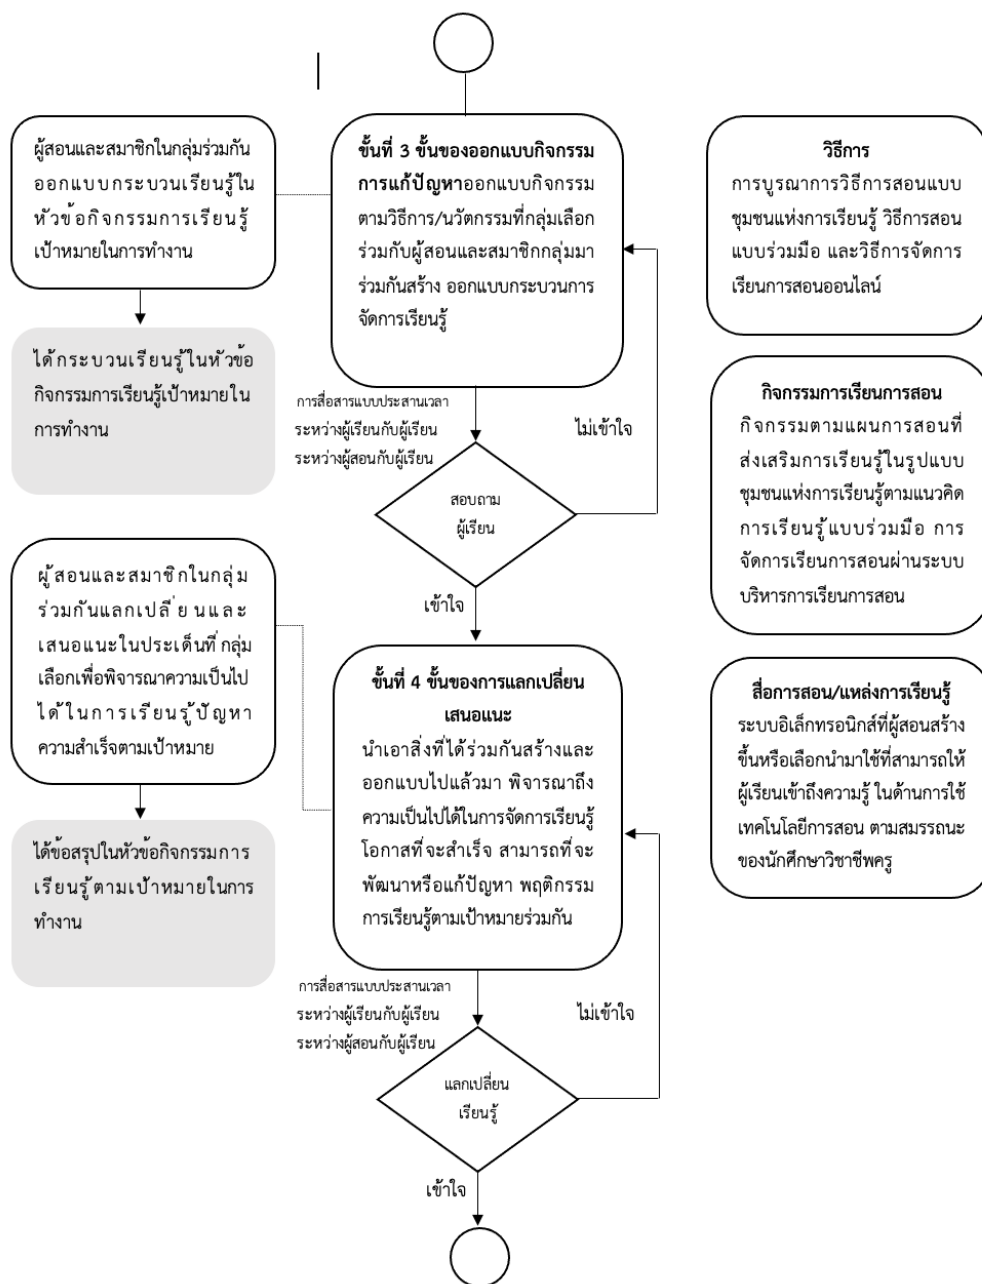 ผู้สอนและสมาชิกในกลุ่มร่วมกัน
ออกแบบกระบวนเรียนรู้ใน
หัวข้อกิจกรรมการเรียนรู้
เป้าหมายในการทำงาน
ได้กระบวนเรียนรู้ในหัวข้อ
กิจกรรมการเรียนรู้เป้าหมายใน
การทำงาน
ขั้นที่ 3 ขั้นของออกแบบกิจกรรม
การแก้ปัญหาออกแบบกิจกรรม
ตามวิธีการ/นวัตกรรมที่กลุ่มเลือก
ร่วมกับผู้สอนและสมาชิกกลุ่มมา
ร่วมกันสร้าง ออกแบบกระบวนการ
จัดการเรียนรู้
การสื่อสารแบบประสานเวลา
ระหว่างผู้เรียนกับผู้เรียน
ระหว่างผู้สอนกับผู้เรียน
ไม่เข้าใจ
สอบถาม
ผู้เรียน
เข้าใจ
ผู้สอนและสมาชิกในกลุ่ม
ร่วมกันแลกเปลี่ยนและ
เสนอแนะในประเด็นที่กลุ่ม
เลือกเพื่อพิจารณาความเป็นไป
ได้ในการเรียนรู้ปัญหา
ความสำเร็จตามเป้าหมาย
ได้ข้อสรุปในหัวข้อกิจกรรมการ
เรียนรู้ตามเป้าหมายในการ
ทำงาน
ขั้นที่ 4 ขั้นของการแลกเปลี่ยน
เสนอแนะ
นำเอาสิ่งที่ได้ร่วมกันสร้างและ
ออกแบบไปแล้วมา พิจารณาถึง
ความเป็นไปได้ในการจัดการเรียนรู้
โอกาสที่จะสำเร็จ สามารถที่จะ
พัฒนาหรือแก้ปัญหา พฤติกรรม
การเรียนรู้ตามเป้าหมายร่วมกัน
การสื่อสารแบบประสานเวลา
ระหว่างผู้เรียนกับผู้เรียน
ระหว่างผู้สอนกับผู้เรียน
ไม่เข้าใจ
แลกเปลี่ยน
เรียนรู้
เข้าใจ
วิธีการ
การบูรณาการวิธีการสอนแบบ
ชุมชนแห่งการเรียนรู้ วิธีการสอน
แบบร่วมมือ และวิธีการจัดการ
เรียนการสอนออนไลน์
กิจกรรมการเรียนการสอน
กิจกรรมตามแผนการสอนที่
ส่งเสริมการเรียนรู้ในรูปแบบ
ชุมชนแห่งการเรียนรู้ตามแนวคิด
การเรียนรู้แบบร่วมมือ การ
จัดการเรียนการสอนผ่านระบบ
บริหารการเรียนการสอน
สื่อการสอน/แหล่งการเรียนรู้
ระบบอิเล็กทรอนิกส์ที่ผู้สอนสร้าง
ขึ้นหรือเลือกนำมาใช้ที่สามารถให้
ผู้เรียนเข้าถึงความรู้ ในด้านการใช้
เทคโนโลยีการสอน ตามสมรรถนะ
ของนักศึกษาวิชาชีพครู